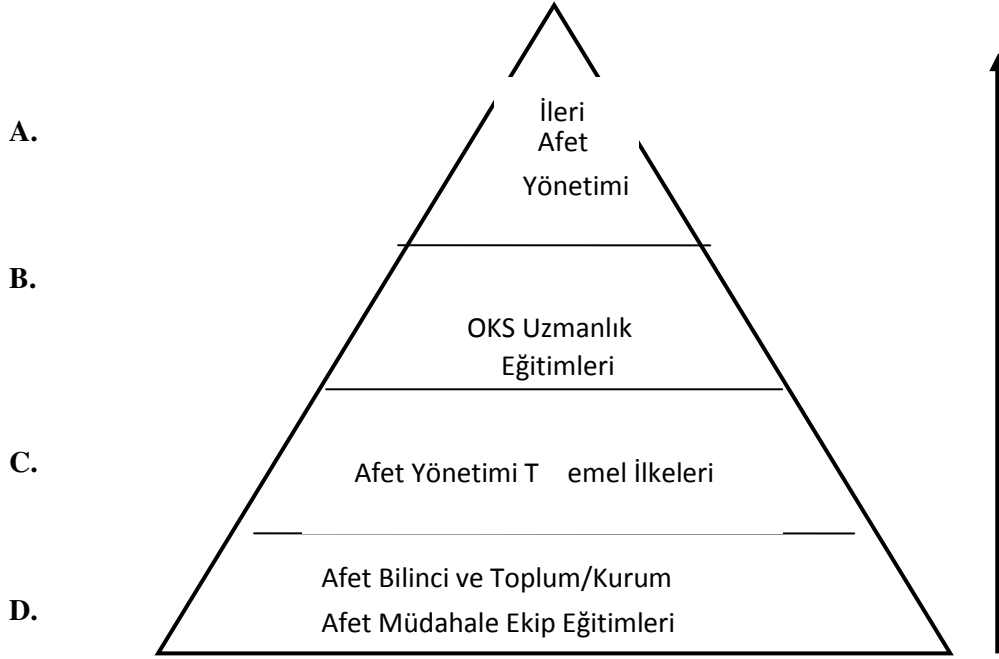 A.
İleri
Afet
Yönetimi
B.
OKS Uzmanlık
Eğitimleri
C.
Afet Yönetimi T emel İlkeleri
D.
Afet Bilinci ve Toplum/Kurum
Afet Müdahale Ekip Eğitimleri